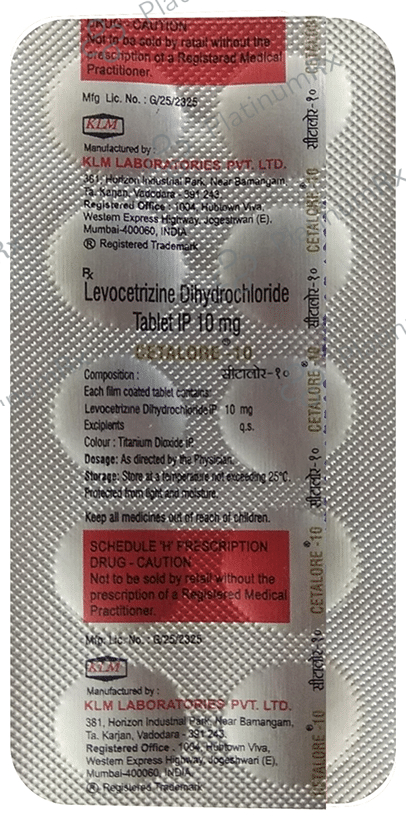 DRUG - CAUTION
Not to be sold by retail without the
prescription of a Registered Medical
Practitioner.
Mfg Lic. No. : G/25/2325
KLM
Manufactured by :
KLM LABORATORIES PVT. LTD.
381, Horizon Industrial Park, Near Bamangam,
Ta. Karjan, Vadodara - 391 243.
Registered Office : 1004, Hubtown Viva,
Western Express Highway, Jogeshwari (E),
Mumbai-400060, INDIA
® Registered Trademark
Rx
Levocetrizine Dihydrochloride
Tablet IP 10 mg
CETALORE®-10
Composition : सीटालोर-१०
Each film coated tablet contains:
Levocetrizine Dihydrochloride IP 10 mg
Excipients q.s.
Colour : Titanium Dioxide IP.
Dosage: As directed by the Physician.
Storage: Store at a temperature not exceeding 25°C.
Protected from light and moisture.
Keep all medicines out of reach of children.
SCHEDULE 'H' PRESCRIPTION
DRUG - CAUTION
Not to be sold by retail without the
prescription of a Registered Medical
Practitioner.
Mfg. Lic. No. : G/25/2325
KLM
Manufactured by :
KLM LABORATORIES PVT. LTD.
381, Horizon Industrial Park, Near Bamangam,
Ta. Karjan, Vadodara - 391 243.
Registered Office : 1004, Hubtown Viva,
Western Express Highway, Jogeshwari (E),
Mumbai-400060, INDIA.
® Registered Trademark
CETALORE®-10 सीटालोर-१० CETALORE®-10 सीटालोर-१० CETALORE®-10 सीटालोर-१० CETALORE®-10 सीटालोर-१० CETALORE